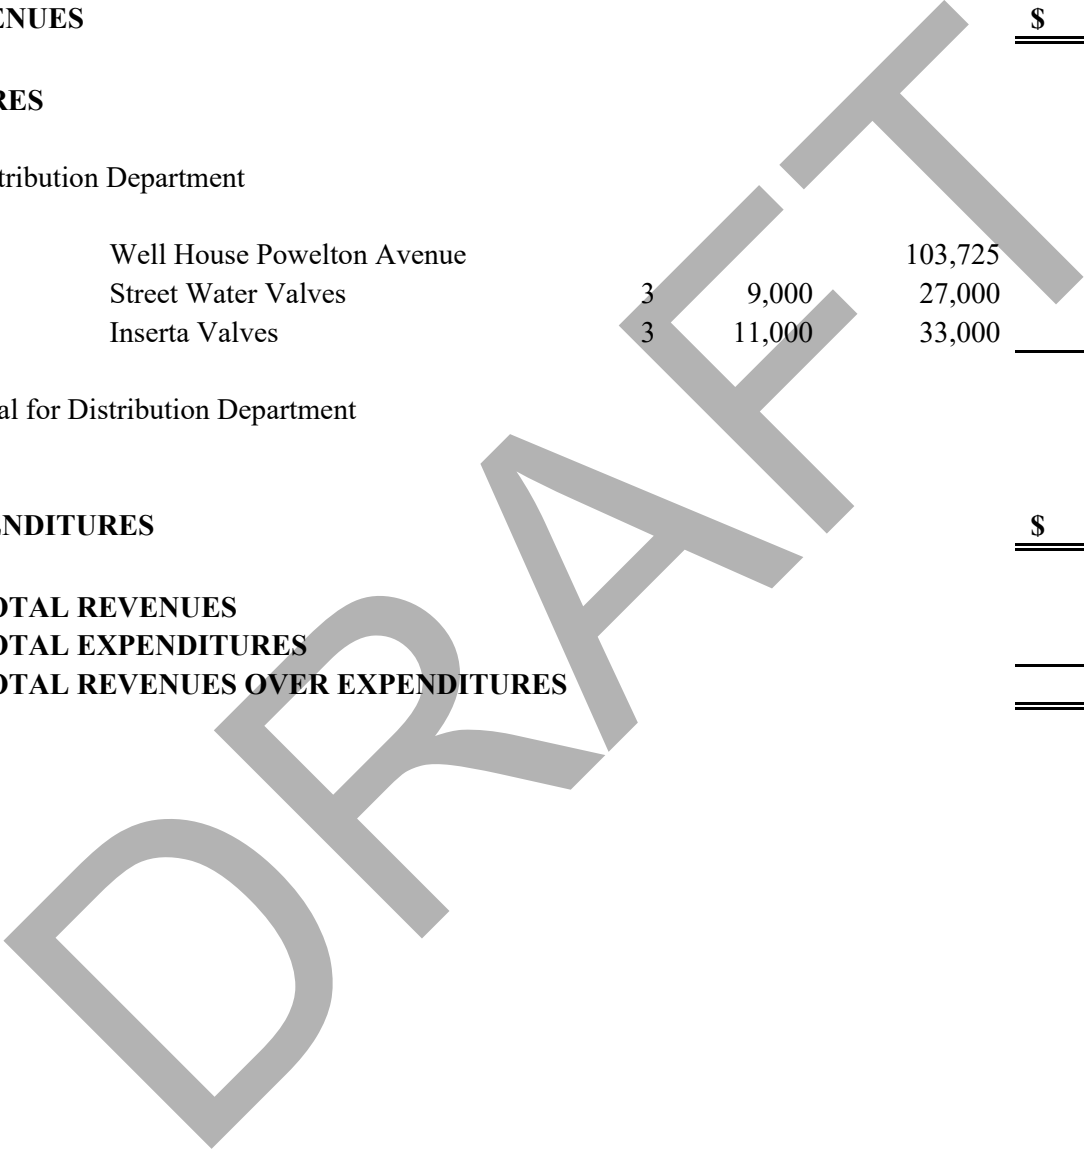 ENUES $
RES
tribution Department
Well House Powelton Avenue 103,725
Street Water Valves 3 9,000 27,000
Inserta Valves 3 11,000 33,000
al for Distribution Department
ENDITURES $
OTAL REVENUES
OTAL EXPENDITURES
OTAL REVENUES OVER EXPENDITURES
DRAFT